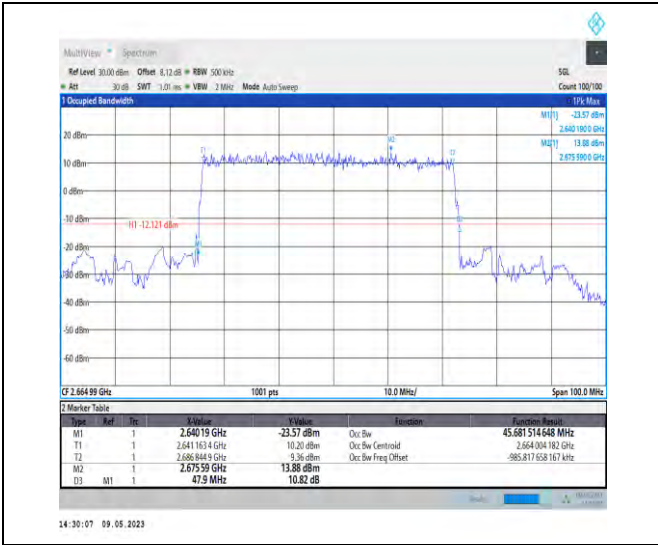 MultiView Spectrum
Ref Level 30.00 dBm Offset 8.12 dB RBW 500 kHz SGL
Att 30 dB SWT 1.01 ms VBW 2 MHz Mode Auto Sweep Count 100/100
1 Occupied Bandwidth 1Pk Max
M1[1] -23.57 dBm
2.640 190 0 GHz
M2[1] 13.88 dBm
2.675 590 0 GHz
20 dBm
T1 M2 T2
10 dBm
0 dBm
-10 dBm
H1 -12.121 dBm
-20 dBm
-30 dBm
-40 dBm
-50 dBm
-60 dBm
CF 2.664 99 GHz 1001 pts 10.0 MHz/ Span 100.0 MHz
2 Marker Table
Type Ref Trc X-Value Y-Value Function Function Result
M1 1 2.640 19 GHz -23.57 dBm Occ Bw 45.681 514 648 MHz
T1 1 2.641 163 4 GHz 10.20 dBm Occ Bw Centroid 2.664 004 182 GHz
T2 1 2.686 844 9 GHz 9.36 dBm Occ Bw Freq Offset -985.817 658 167 kHz
M2 1 2.675 59 GHz 13.88 dBm
D3 M1 1 47.9 MHz 10.82 dB
14:30:07 09.05.2023